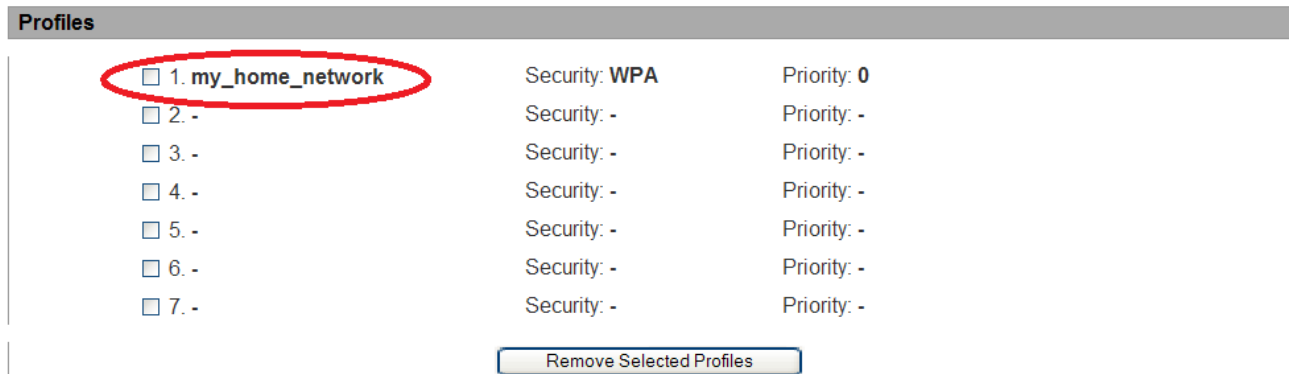 Profiles
1. my_home_network Security: WPA Priority: 0
2. - Security: - Priority: -
3. - Security: - Priority: -
4. - Security: - Priority: -
5. - Security: - Priority: -
6. - Security: - Priority: -
7. - Security: - Priority: -
Remove Selected Profiles